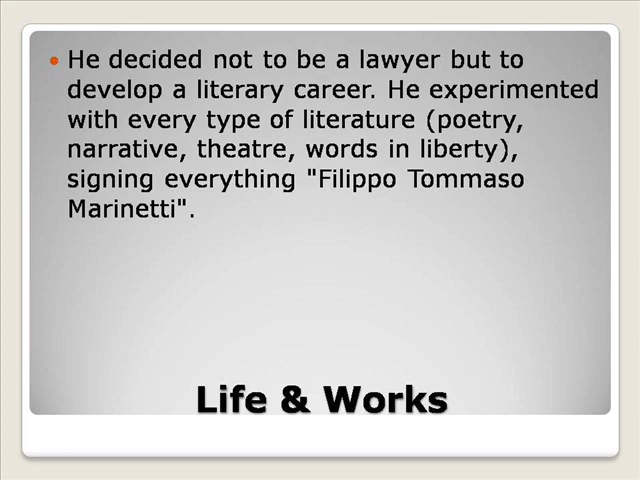 • He decided not to be a lawyer but to
develop a literary career. He experimented
with every type of literature (poetry,
narrative, theatre, words in liberty),
signing everything "Filippo Tommaso
Marinetti".
Life & Works